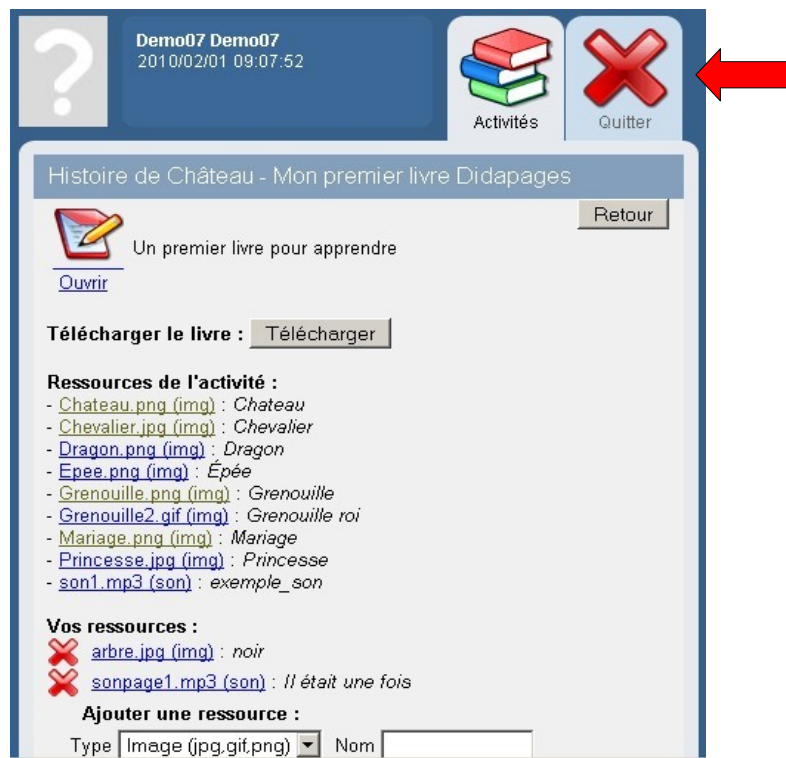 Demo07 Demo07
2010/02/01 09:07:52
Activités
Quitter
Histoire de Château - Mon premier livre Didapages
Retour
Un premier livre pour apprendre
Ouvrir
Télécharger le livre : Télécharger
Ressources de l'activité :
- Chateau.png (img) : Chateau
- Chevalier.jpg (img) : Chevalier
- Dragon.png (img) : Dragon
- Epee.png (img) : Épée
- Grenouille.png (img) : Grenouille
- Grenouille2.gif (img) : Grenouille roi
- Mariage.png (img) : Mariage
- Princesse.jpg (img) : Princesse
- son1.mp3 (son) : exemple_son
Vos ressources :
arbre.jpg (img) : noir
sonpage1.mp3 (son) : Il était une fois
Ajouter une ressource :
Type Image (jpg,gif,png) Nom